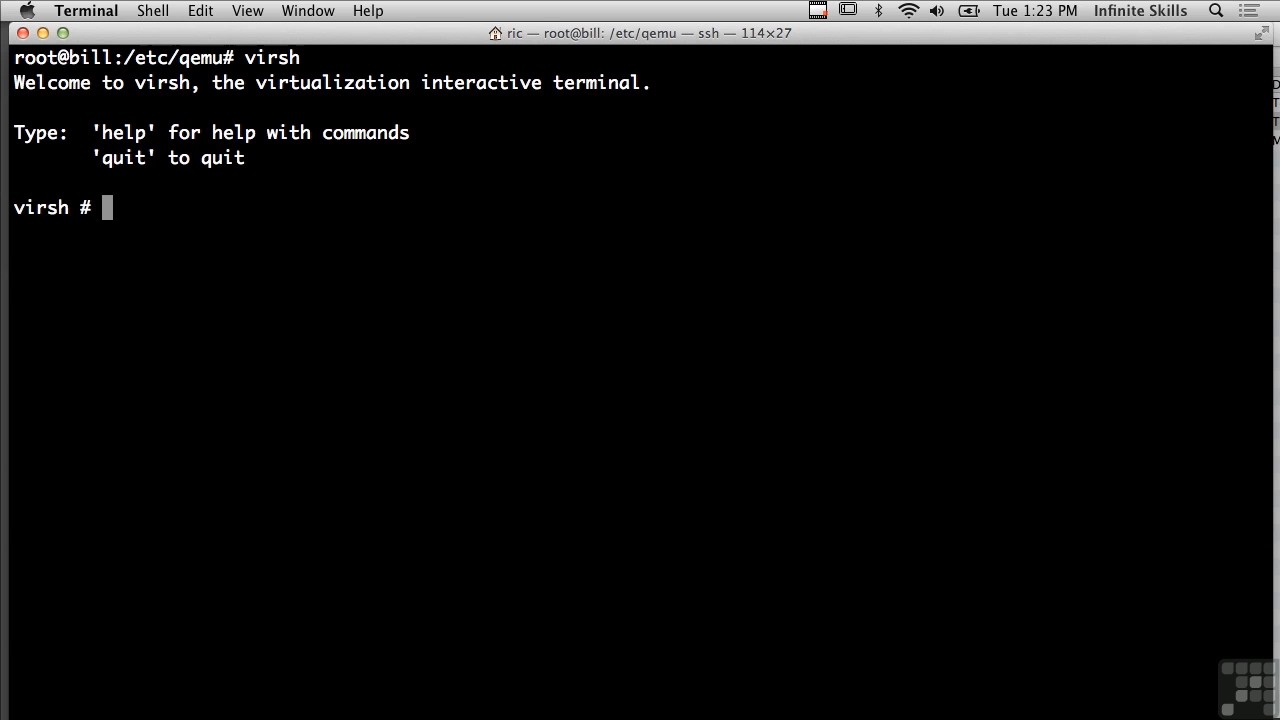 Terminal Shell Edit View Window Help Tue 1:23 PM Infinite Skills
ric — root@bill: /etc/qemu — ssh — 114×27
root@bill:/etc/qemu# virsh
Welcome to virsh, the virtualization interactive terminal.
Type:  'help' for help with commands
       'quit' to quit
virsh #
D
T
T
M